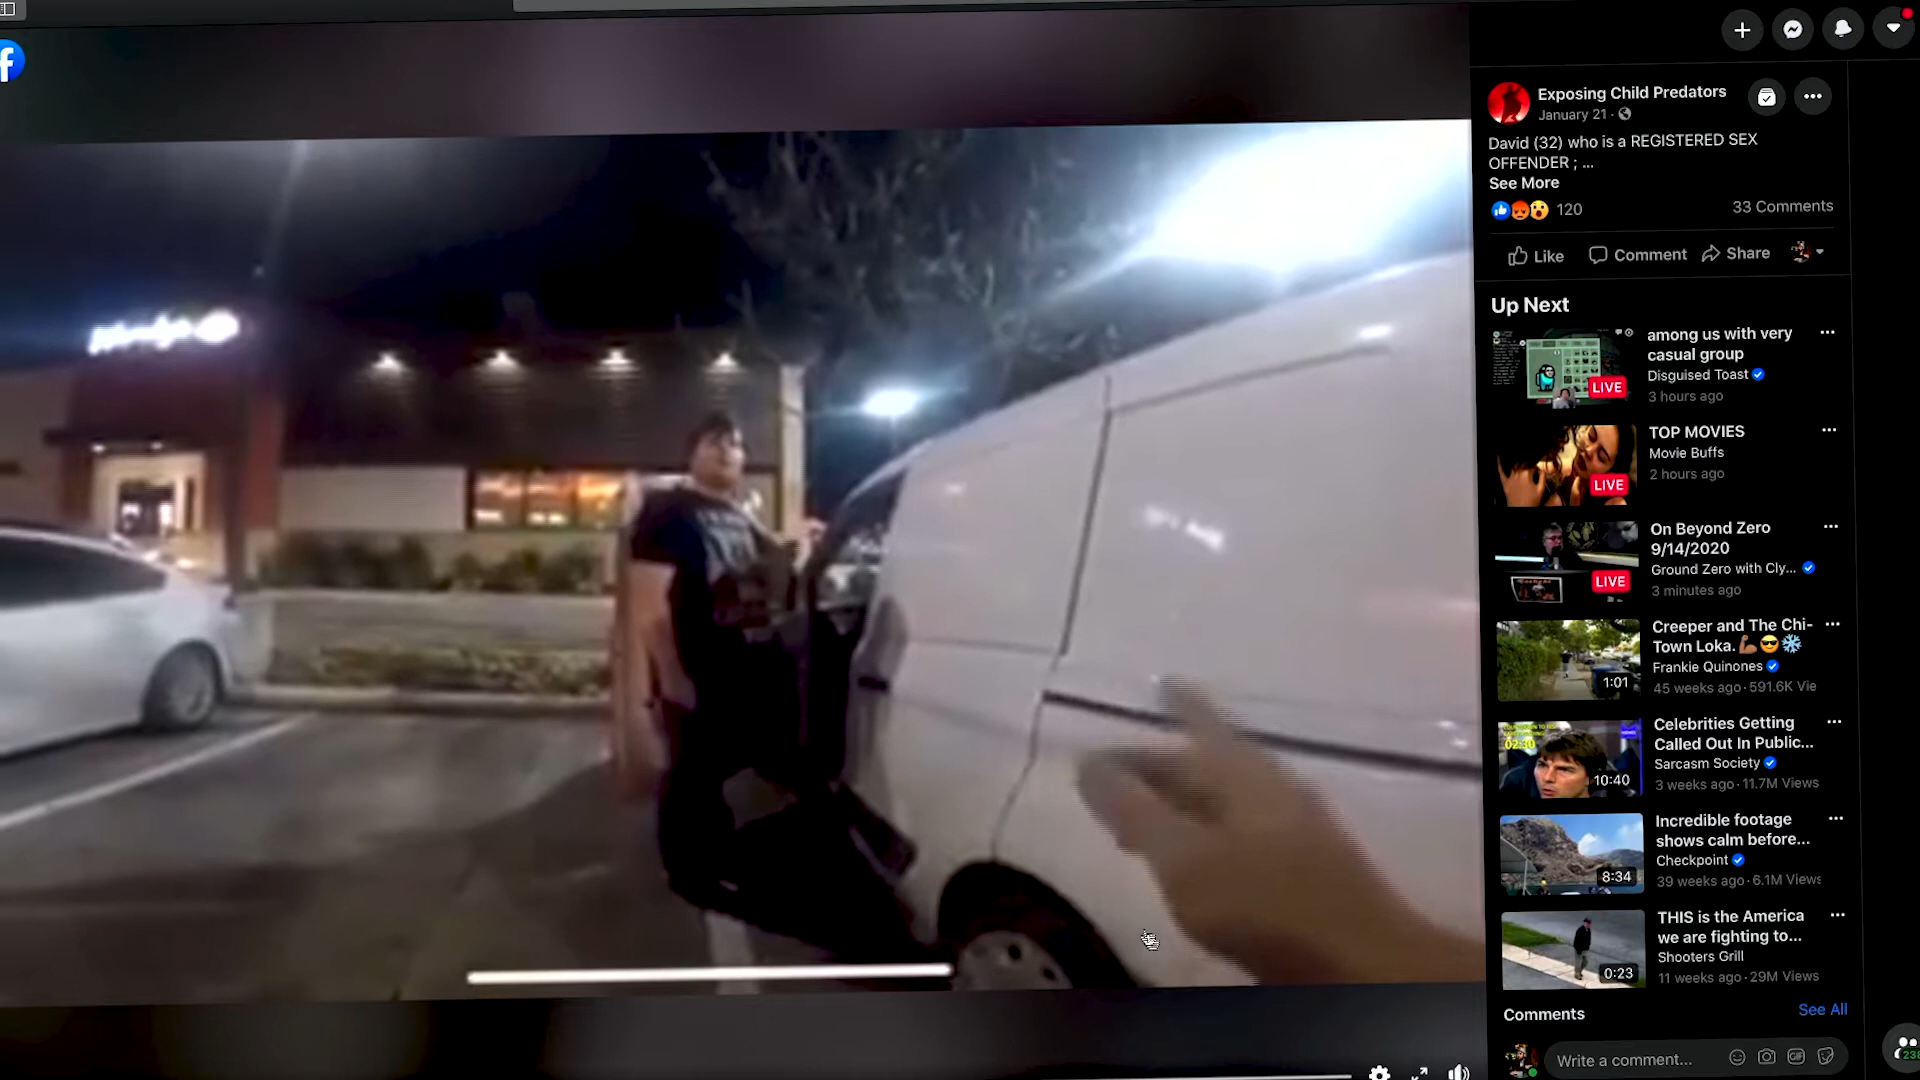 f
Exposing Child Predators
January 21 ·
David (32) who is a REGISTERED SEX
OFFENDER ; ...
See More
120
33 Comments
Like
Comment
Share
Up Next
among us with very
casual group
Disguised Toast
3 hours ago
LIVE
TOP MOVIES
Movie Buffs
2 hours ago
LIVE
On Beyond Zero
9/14/2020
Ground Zero with Cly...
3 minutes ago
LIVE
Creeper and The Chi-
Town Loka. 💪😎❄️
Frankie Quinones
45 weeks ago · 591.6K Vie
1:01
Celebrities Getting
Called Out In Public...
Sarcasm Society
3 weeks ago · 11.7M Views
02:30
10:40
Incredible footage
shows calm before...
Checkpoint
39 weeks ago · 6.1M Views
8:34
THIS is the America
we are fighting to...
Shooters Grill
11 weeks ago · 29M Views
0:23
Comments
See All
Write a comment...
GIF